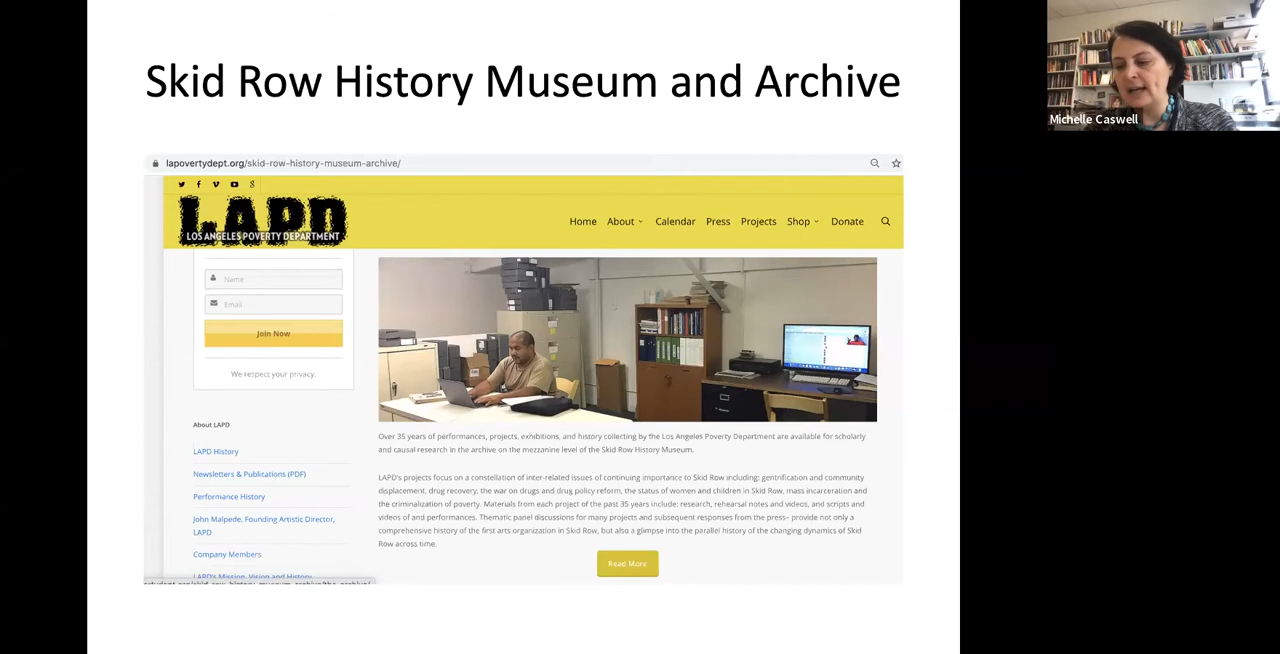 Skid Row History Museum and Archive
Michelle Caswell
lapovertydept.org/skid-row-history-museum-archive/
LAPD
LOS ANGELES POVERTY DEPARTMENT
Home About Calendar Press Projects Shop Donate
Name
Email
Join Now
We respect your privacy.
About LAPD
LAPD History
Newsletters & Publications (PDF)
Performance History
John Malpede, Founding Artistic Director,
LAPD
Company Members
LAPD's Mission, Vision and History
Over 35 years of performances, projects, exhibitions, and history collecting by the Los Angeles Poverty Department are available for scholarly
and causal research in the archive on the mezzanine level of the Skid Row History Museum.
LAPD's projects focus on a constellation of inter-related issues of continuing importance to Skid Row including: gentrification and community
displacement, drug recovery, the war on drugs and drug policy reform, the status of women and children in Skid Row, mass incarceration and
the criminalization of poverty. Materials from each project of the past 35 years include: research, rehearsal notes and videos, and scripts and
videos of and performances. Thematic panel discussions for many projects and subsequent responses from the press– provide not only a
comprehensive history of the first arts organization in Skid Row, but also a glimpse into the parallel history of the changing dynamics of Skid
Row across time.
Read More